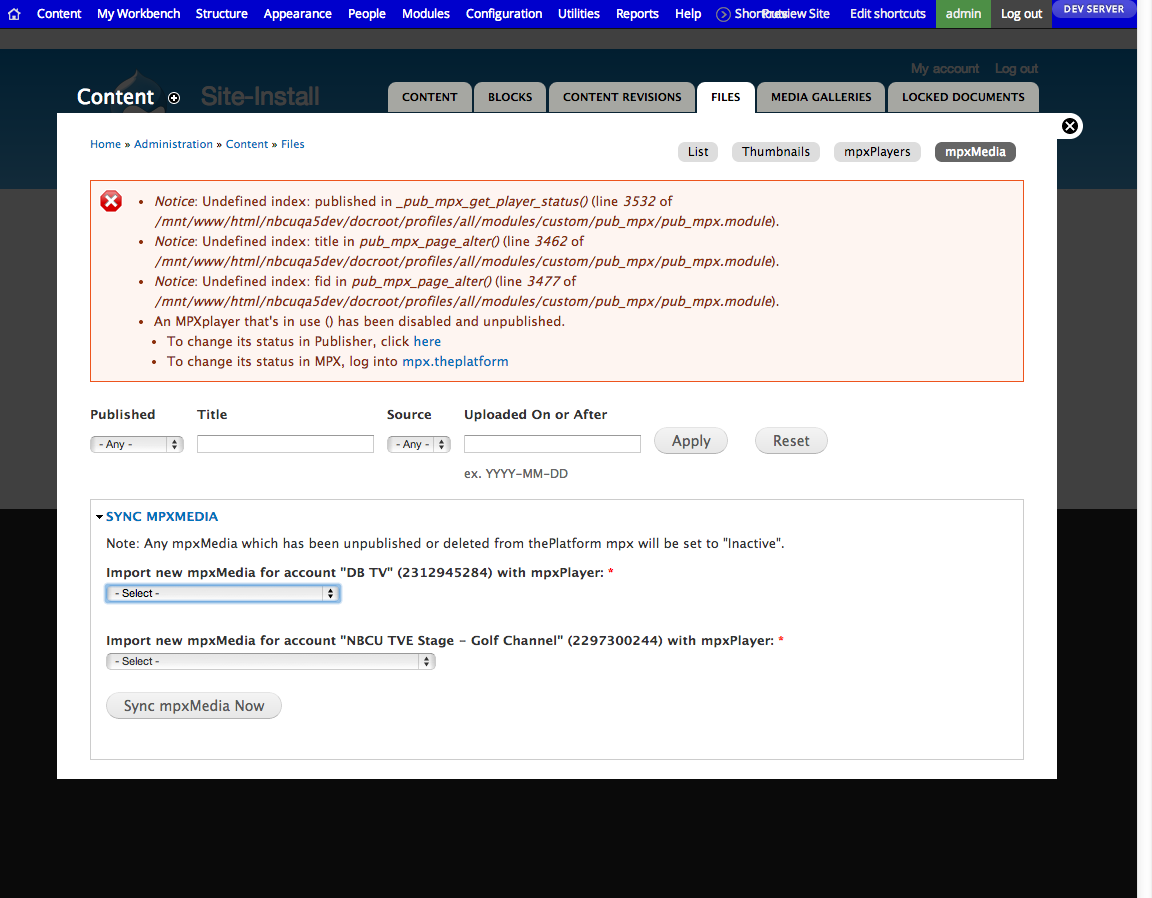 Content My Workbench Structure Appearance People Modules Configuration Utilities Reports Help Shortcuts Preview Site Edit shortcuts admin Log out DEV SERVER
My account Log out
Content Site-Install CONTENT BLOCKS CONTENT REVISIONS FILES MEDIA GALLERIES LOCKED DOCUMENTS
Home » Administration » Content » Files
List Thumbnails mpxPlayers mpxMedia
• Notice: Undefined index: published in _pub_mpx_get_player_status() (line 3532 of
/mnt/www/html/nbcuqa5dev/docroot/profiles/all/modules/custom/pub_mpx/pub_mpx.module).
• Notice: Undefined index: title in pub_mpx_page_alter() (line 3462 of
/mnt/www/html/nbcuqa5dev/docroot/profiles/all/modules/custom/pub_mpx/pub_mpx.module).
• Notice: Undefined index: fid in pub_mpx_page_alter() (line 3477 of
/mnt/www/html/nbcuqa5dev/docroot/profiles/all/modules/custom/pub_mpx/pub_mpx.module).
• An MPXplayer that's in use () has been disabled and unpublished.
• To change its status in Publisher, click here
• To change its status in MPX, log into mpx.theplatform
Published Title Source Uploaded On or After
- Any - - Any - Apply Reset
ex. YYYY-MM-DD
SYNC MPXMEDIA
Note: Any mpxMedia which has been unpublished or deleted from thePlatform mpx will be set to "Inactive".
Import new mpxMedia for account "DB TV" (2312945284) with mpxPlayer: *
- Select -
Import new mpxMedia for account "NBCU TVE Stage - Golf Channel" (2297300244) with mpxPlayer: *
- Select -
Sync mpxMedia Now